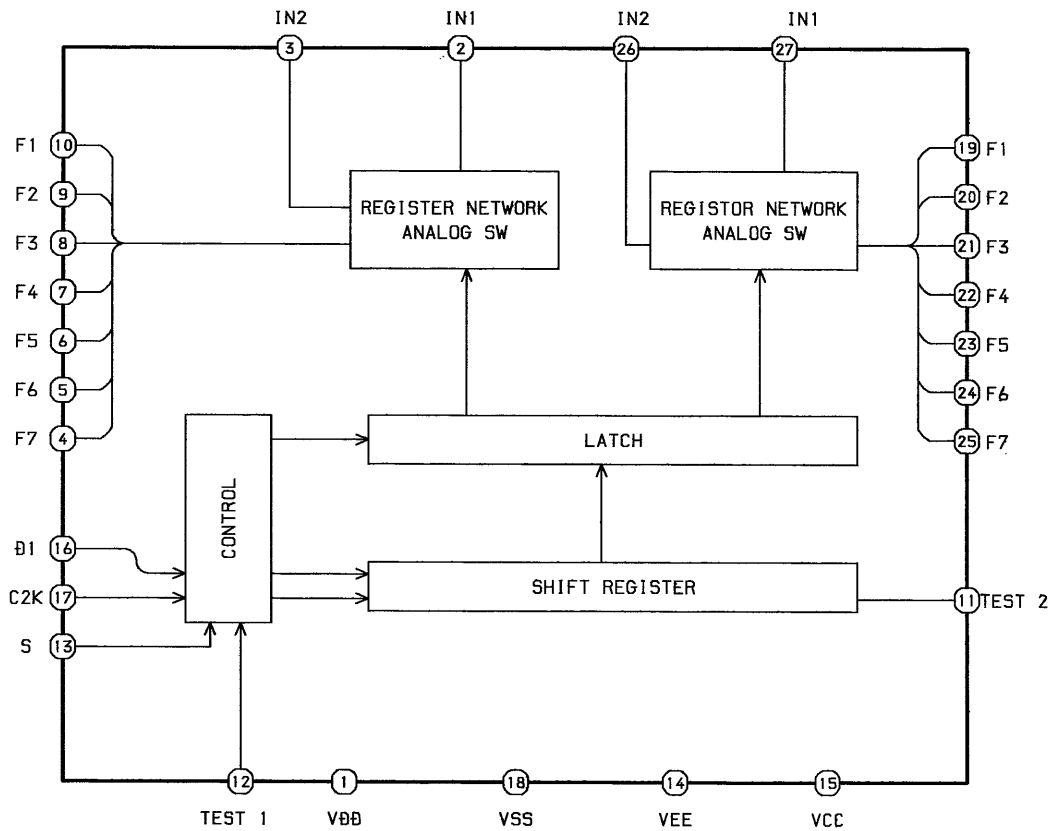 IN2 IN1 IN2 IN1
3 2 26 27
F1 10
F2 9
F3 8
F4 7
F5 6
F6 5
F7 4
REGISTER NETWORK
ANALOG SW
REGISTOR NETWORK
ANALOG SW
19 F1
20 F2
21 F3
22 F4
23 F5
24 F6
25 F7
LATCH
CONTROL
D1 16
C2K 17
S 13
SHIFT REGISTER
11 TEST 2
12 1 18 14 15
TEST 1 VDD VSS VEE VCC